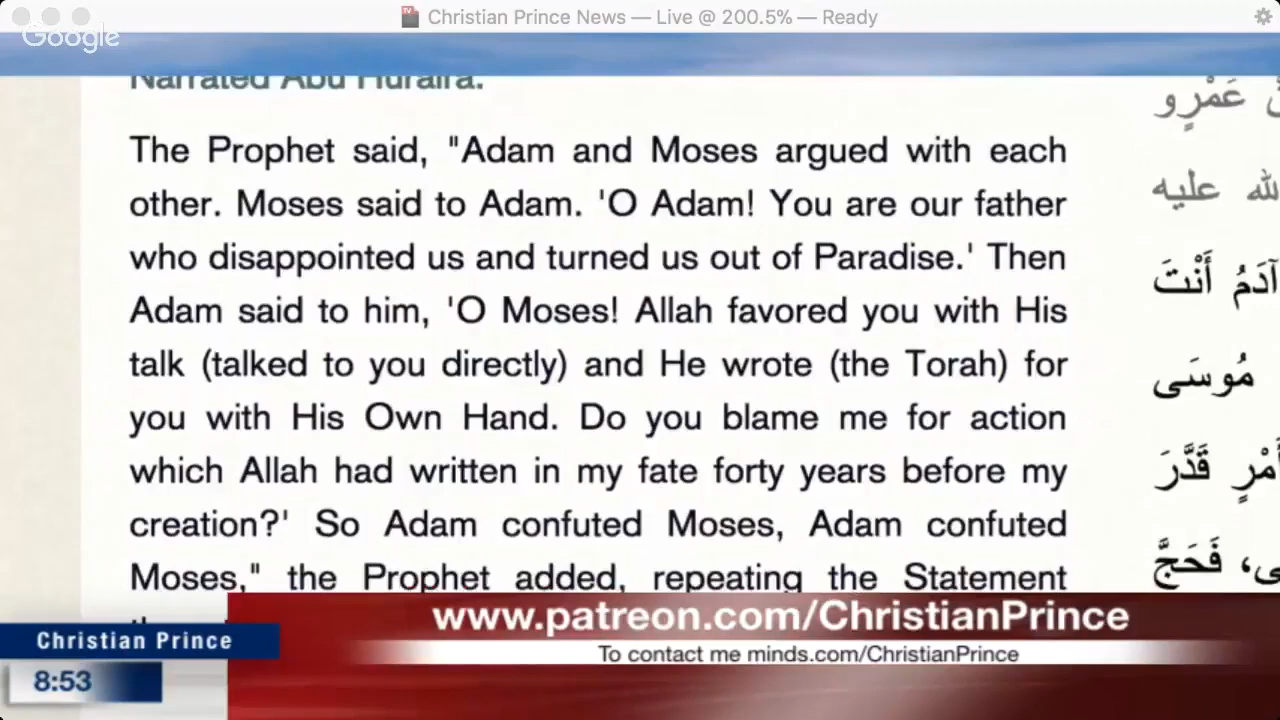 Christian Prince News — Live @ 200.5% — Ready
Google
Narrated Abu Huraira:
The Prophet said, "Adam and Moses argued with each
other. Moses said to Adam. 'O Adam! You are our father
who disappointed us and turned us out of Paradise.' Then
Adam said to him, 'O Moses! Allah favored you with His
talk (talked to you directly) and He wrote (the Torah) for
you with His Own Hand. Do you blame me for action
which Allah had written in my fate forty years before my
creation?' So Adam confuted Moses, Adam confuted
Moses," the Prophet added, repeating the Statement
عَمْرٍو
لله عليه
آدَمُ أَنْتَ
مُوسَى
أَمْرٍ قَدَّرَ
فَحَجَّ
www.patreon.com/ChristianPrince
To contact me minds.com/ChristianPrince
Christian Prince
8:53